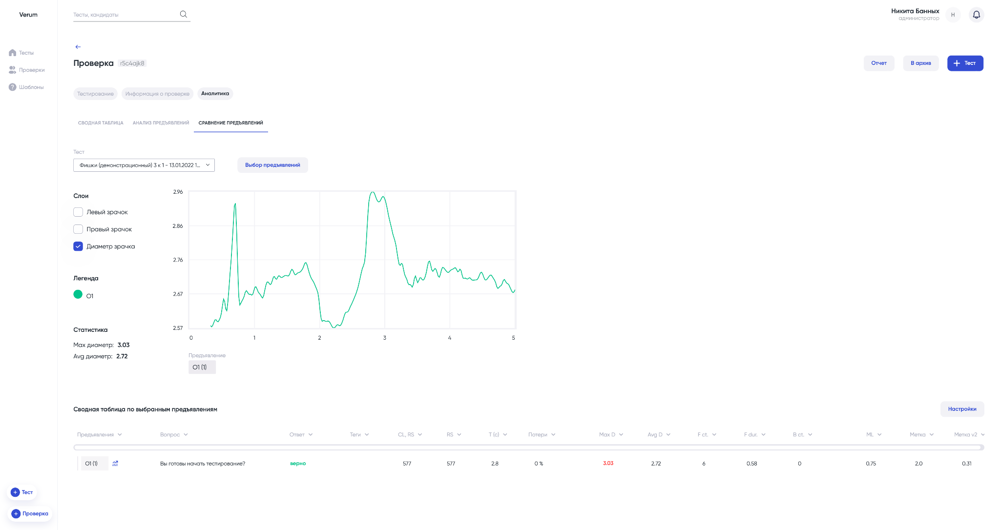 Verum
Тесты, кандидаты
Никита Банных
администратор
Н
Тесты
Проверки
Шаблоны
Проверка r5c4ajk8
Отчет
В архив
Тест
Тестирование
Информация о проверке
Аналитика
СВОДНАЯ ТАБЛИЦА
АНАЛИЗ ПРЕДЪЯВЛЕНИЙ
СРАВНЕНИЕ ПРЕДЪЯВЛЕНИЙ
Тест
Фишки (демонстрационный) 3 к 1 - 13.01.2022 1...
Выбор предъявлений
Слои
Левый зрачок
Правый зрачок
Диаметр зрачка
Легенда
О1
Статистика
Max диаметр: 3.03
Avg диаметр: 2.72
2.96
2.86
2.76
2.67
2.57
0 1 2 3 4 5
Предъявление
О1 (1)
Сводная таблица по выбранным предъявлениям
Настройки
Предъявления Вопрос Ответ Теги CL, RS RS T (c) Потери Max D Avg D F ct. F dur. B ct. ML Метка Метка v2
О1 (1) Вы готовы начать тестирование? верно 577 577 2.8 0 % 3.03 2.72 6 0.58 0 0.75 2.0 0.31
Тест
Проверка